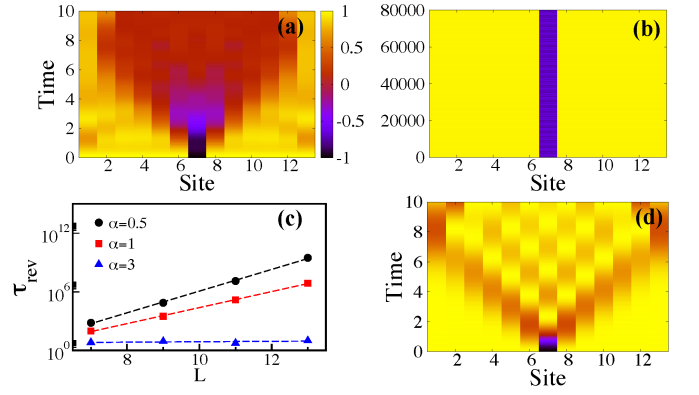 (a)
10
8
6
4
2
0
Time
2 4 6 8 10 12
Site
1
0.5
0
-0.5
-1
(b)
80000
60000
40000
20000
0
2 4 6 8 10 12
Site
(c)
α=0.5
α=1
α=3
10^12
10^6
10^0
τ_rev
8 10 12
L
(d)
10
8
6
4
2
0
Time
2 4 6 8 10 12
Site